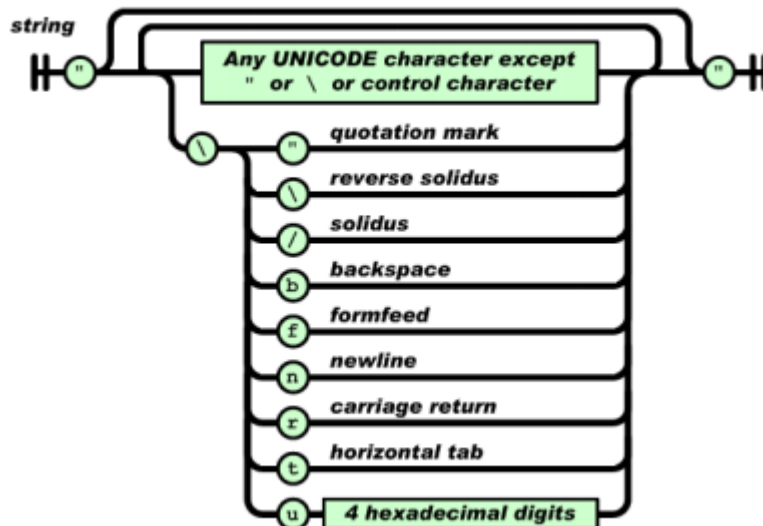 string
" Any UNICODE character except "
" or \ or control character
\ " quotation mark
\ reverse solidus
/ solidus
b backspace
f formfeed
n newline
r carriage return
t horizontal tab
u 4 hexadecimal digits